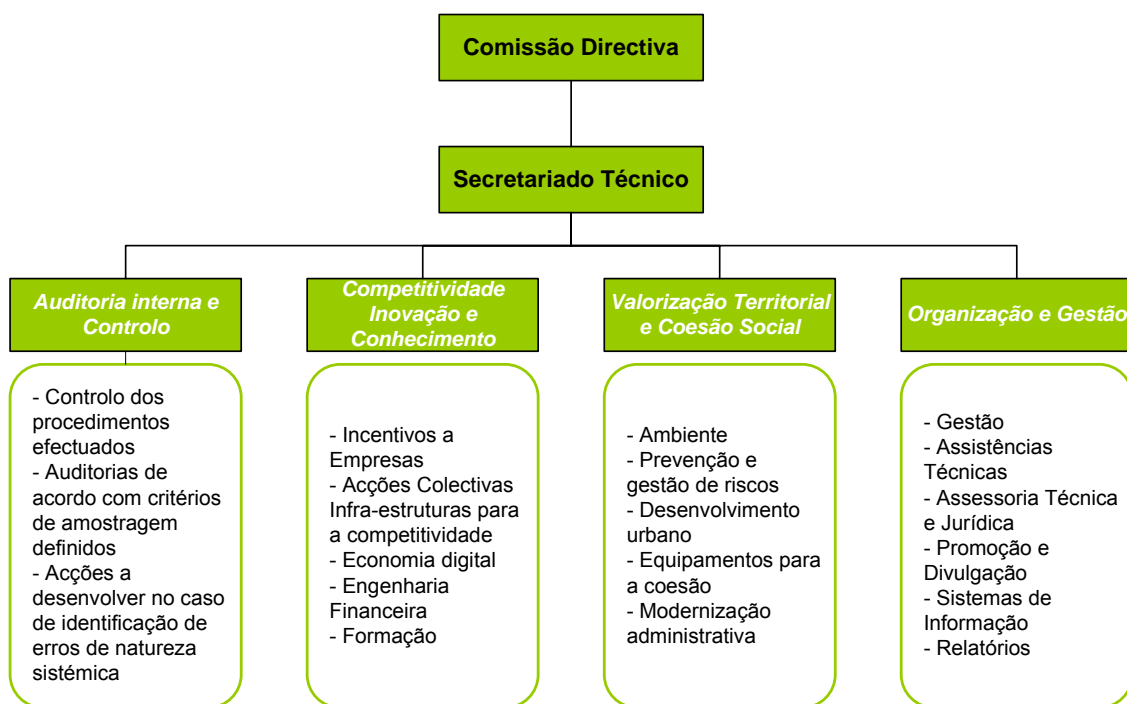 Comissão Directiva
Secretariado Técnico
Auditoria interna e
Controlo
Competitividade
Inovação e
Conhecimento
Valorização Territorial
e Coesão Social
Organização e Gestão
- Controlo dos
procedimentos
efectuados
- Auditorias de
acordo com critérios
de amostragem
definidos
- Acções a
desenvolver no caso
de identificação de
erros de natureza
sistémica
- Incentivos a
Empresas
- Acções Colectivas
Infra-estruturas para
a competitividade
- Economia digital
- Engenharia
Financeira
- Formação
- Ambiente
- Prevenção e
gestão de riscos
- Desenvolvimento
urbano
- Equipamentos para
a coesão
- Modernização
administrativa
- Gestão
- Assistências
Técnicas
- Assessoria Técnica
e Jurídica
- Promoção e
Divulgação
- Sistemas de
Informação
- Relatórios